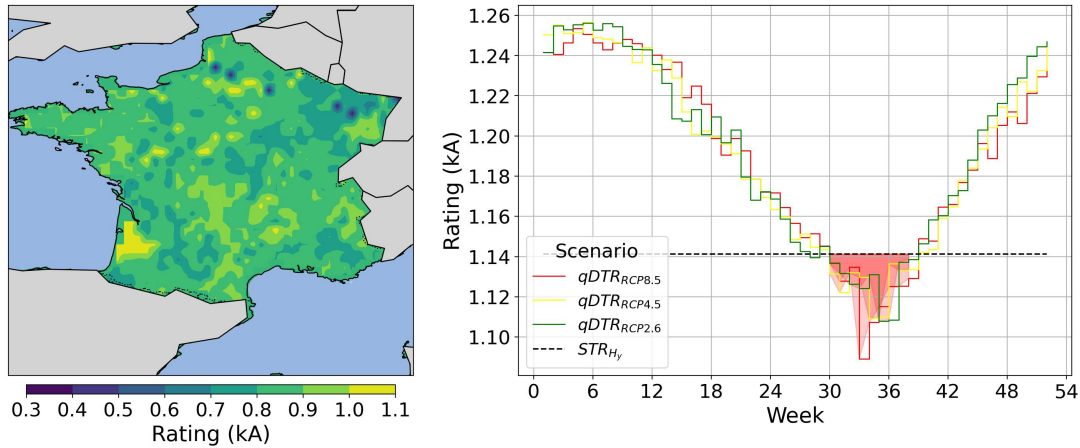 0.3 0.4 0.5 0.6 0.7 0.8 0.9 1.0 1.1
Rating (kA)
Rating (kA)
1.26
1.24
1.22
1.20
1.18
1.16
1.14
1.12
1.10
Scenario
qDTR_RCP8.5
qDTR_RCP4.5
qDTR_RCP2.6
STR_Hy
0 6 12 18 24 30 36 42 48 54
Week